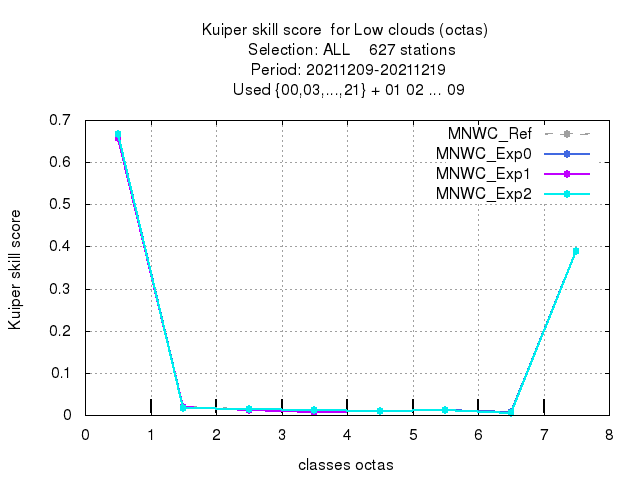 Kuiper skill score  for Low clouds (octas)
Selection: ALL    627 stations
Period: 20211209-20211219
Used {00,03,...,21} + 01 02 ... 09
MNWC_Ref
MNWC_Exp0
MNWC_Exp1
MNWC_Exp2
Kuiper skill score
0.7
0.6
0.5
0.4
0.3
0.2
0.1
0
0 1 2 3 4 5 6 7 8
classes octas